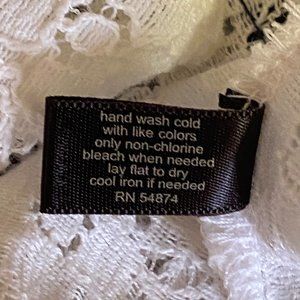 hand wash cold
with like colors
only non-chlorine
bleach when needed
lay flat to dry
cool iron if needed
RN 54874